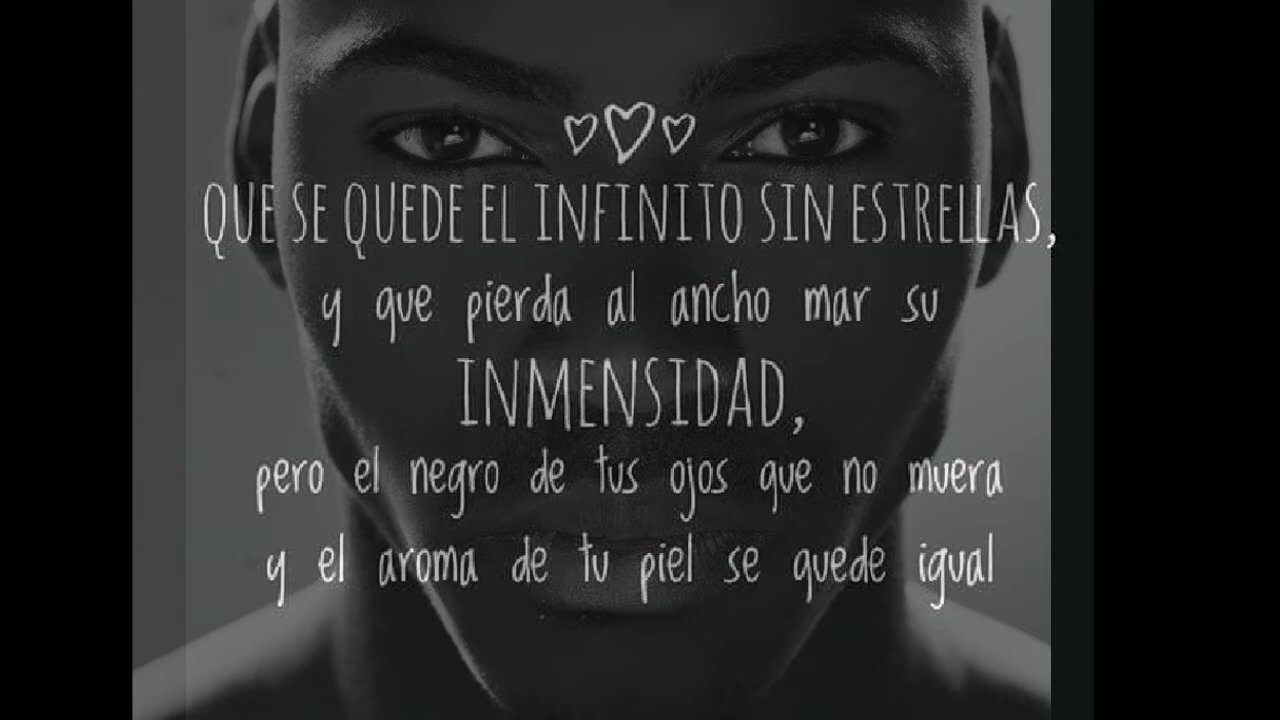 QUE SE QUEDE EL INFINITO SIN ESTRELLAS,
y que pierda al ancho mar su
INMENSIDAD,
pero el negro de tus ojos que no muera
y el aroma de tu piel se quede igual